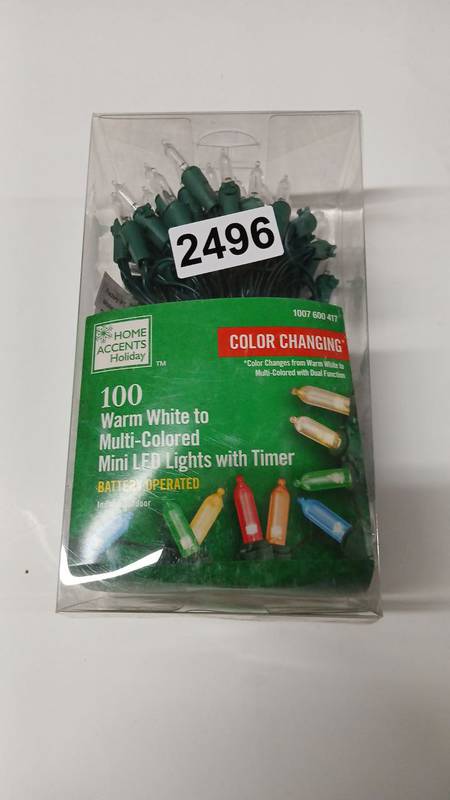 2496
1007 600 417
HOME
ACCENTS
Holiday
TM
COLOR CHANGING*
*Color Changes from Warm White to
Multi-Colored with Dual Function
100
Warm White to
Multi-Colored
Mini LED Lights with Timer
BATTERY OPERATED